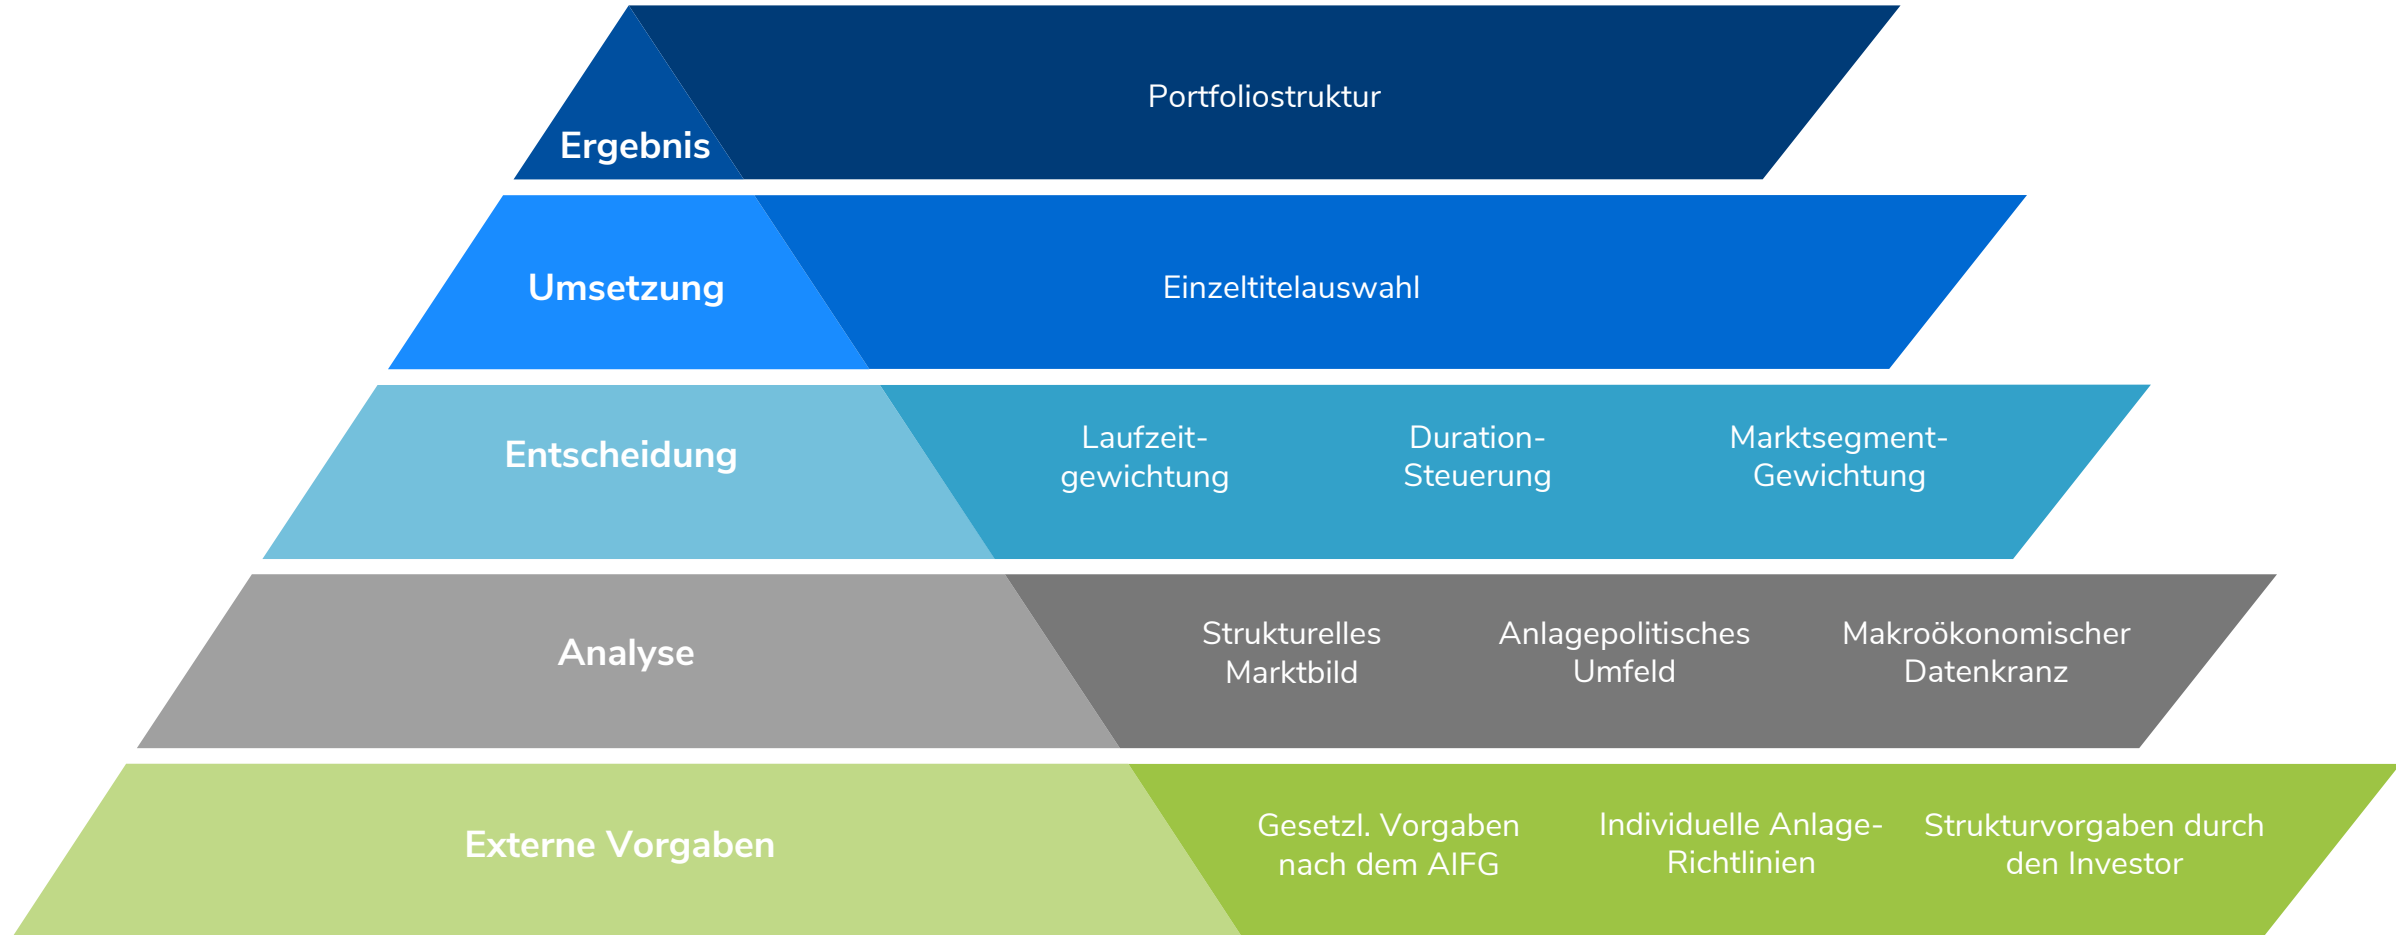 Ergebnis
Portfoliostruktur
Umsetzung
Einzeltitelauswahl
Entscheidung
Laufzeit-
gewichtung
Duration-
Steuerung
Marktsegment-
Gewichtung
Analyse
Strukturelles
Marktbild
Anlagepolitisches
Umfeld
Makroökonomischer
Datenkranz
Externe Vorgaben
Gesetzl. Vorgaben
nach dem AIFG
Individuelle Anlage-
Richtlinien
Strukturvorgaben durch
den Investor